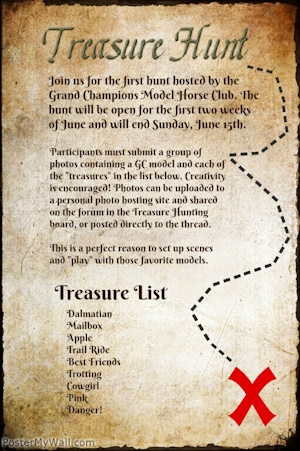 Treasure Hunt
Join us for the first hunt hosted by the
Grand Champions Model Horse Club. The
hunt will be open for the first two weeks
of June and will end Sunday, June 15th.
Participants must submit a group of
photos containing a GC model and each of
the "treasures" in the list below. Creativity
is encouraged! Photos can be uploaded to
a personal photo hosting site and shared
on the forum in the Treasure Hunting
board, or posted directly to the thread.
This is a perfect reason to set up scenes
and "play" with those favorite models.
Treasure List
Dalmatian
Mailbox
Apple
Trail Ride
Best Friends
Trotting
Cowgirl
Pink
Danger!
PosterMyWall.com